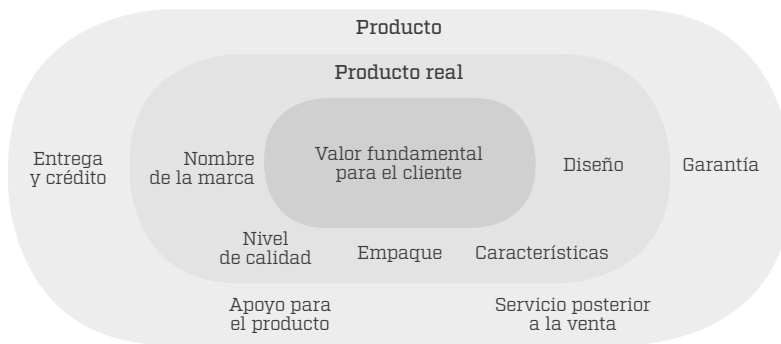 Producto
Producto real
Valor fundamental
para el cliente
Entrega
y crédito
Nombre
de la marca
Diseño
Garantía
Nivel
de calidad
Empaque
Características
Apoyo para
el producto
Servicio posterior
a la venta